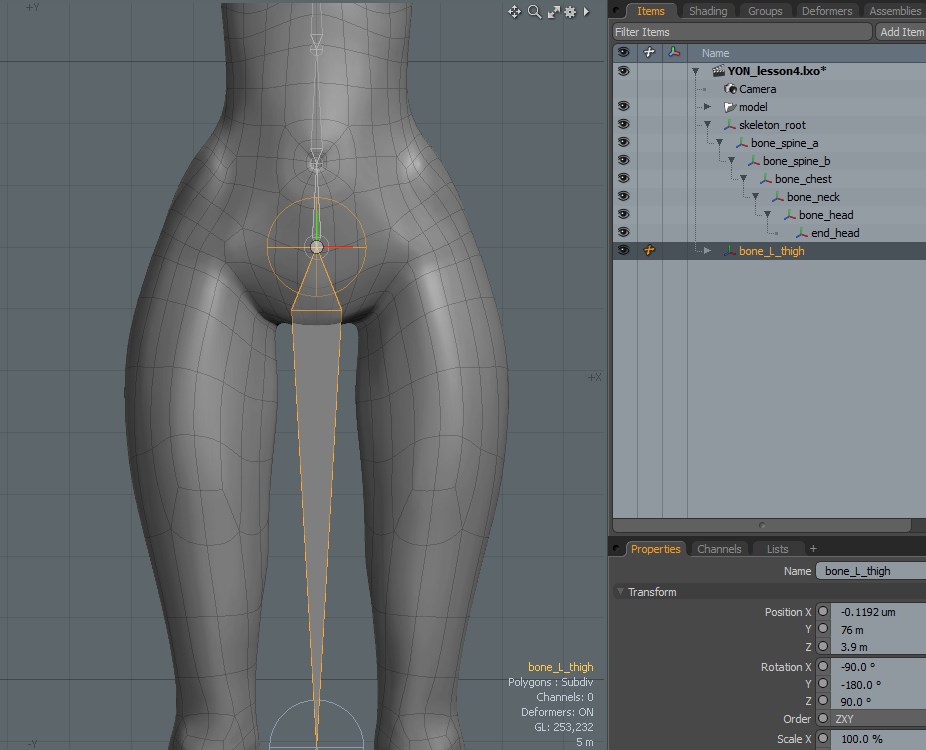 +Y
Items Shading Groups Deformers Assemblies
Filter Items Add Item
Name
YON_lesson4.lxo*
Camera
model
skeleton_root
bone_spine_a
bone_spine_b
bone_chest
bone_neck
bone_head
end_head
bone_L_thigh
+X
Properties Channels Lists +
Name bone_L_thigh
Transform
Position X -0.1192 um
Y 76 m
Z 3.9 m
Rotation X -90.0 °
Y -180.0 °
Z 90.0 °
Order ZXY
Scale X 100.0 %
bone_L_thigh
Polygons : Subdiv
Channels: 0
Deformers: ON
GL: 253,232
5 m
-Y